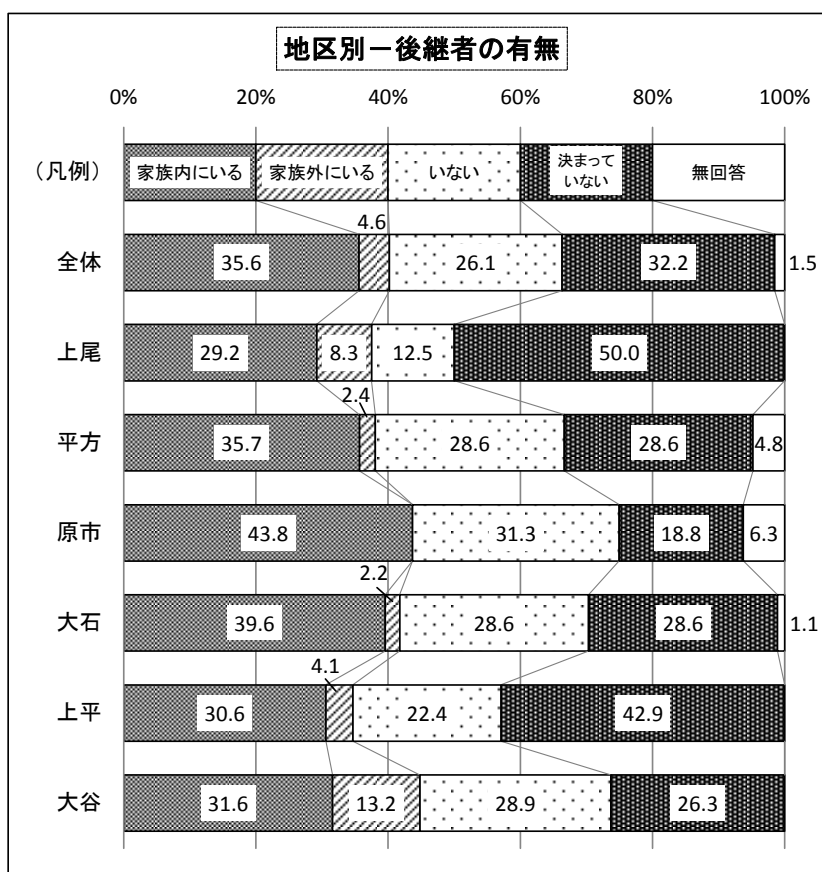 地区別－後継者の有無
0% 20% 40% 60% 80% 100%
（凡例） 家族内にいる 家族外にいる いない 決まって
いない 無回答
4.6
全体 35.6 26.1 32.2 1.5
上尾 29.2 8.3 12.5 50.0
2.4
平方 35.7 28.6 28.6 4.8
原市 43.8 31.3 18.8 6.3
2.2
大石 39.6 28.6 28.6 1.1
4.1
上平 30.6 22.4 42.9
大谷 31.6 13.2 28.9 26.3